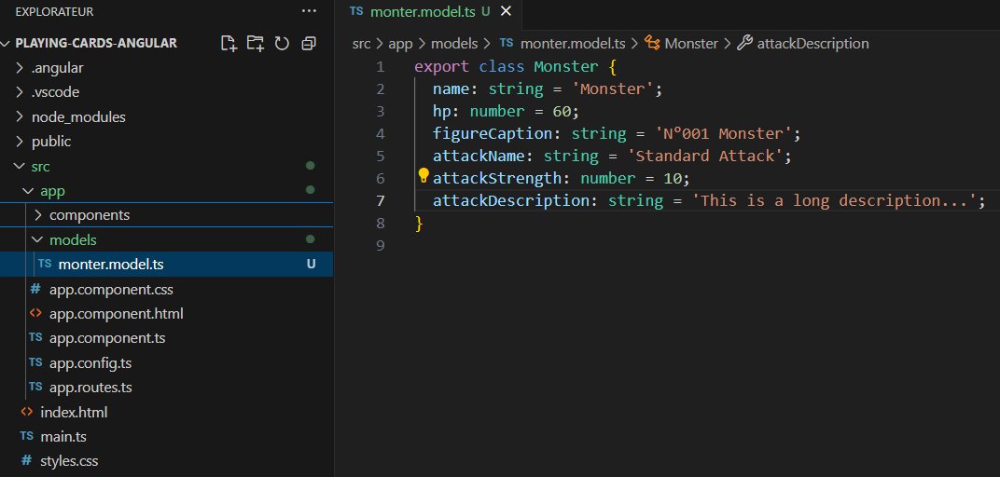 EXPLORATEUR ···
PLAYING-CARDS-ANGULAR
.angular
.vscode
node_modules
public
src
app
components
models
TS monter.model.ts U
# app.component.css
<> app.component.html
TS app.component.ts
TS app.config.ts
TS app.routes.ts
<> index.html
TS main.ts
# styles.css
TS monter.model.ts U
src > app > models > TS monter.model.ts > Monster > attackDescription
1 export class Monster {
2 name: string = 'Monster';
3 hp: number = 60;
4 figureCaption: string = 'N°001 Monster';
5 attackName: string = 'Standard Attack';
6 attackStrength: number = 10;
7 attackDescription: string = 'This is a long description...';
8 }
9